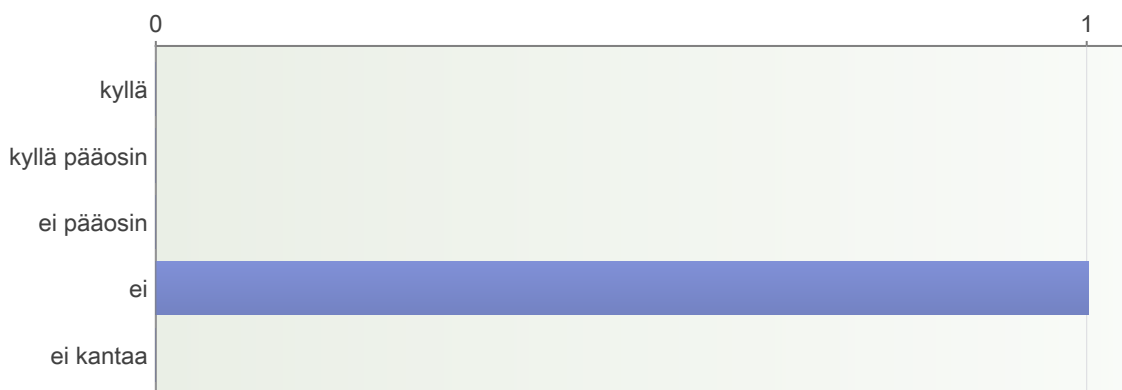 0 1
kyllä
kyllä pääosin
ei pääosin
ei
ei kantaa